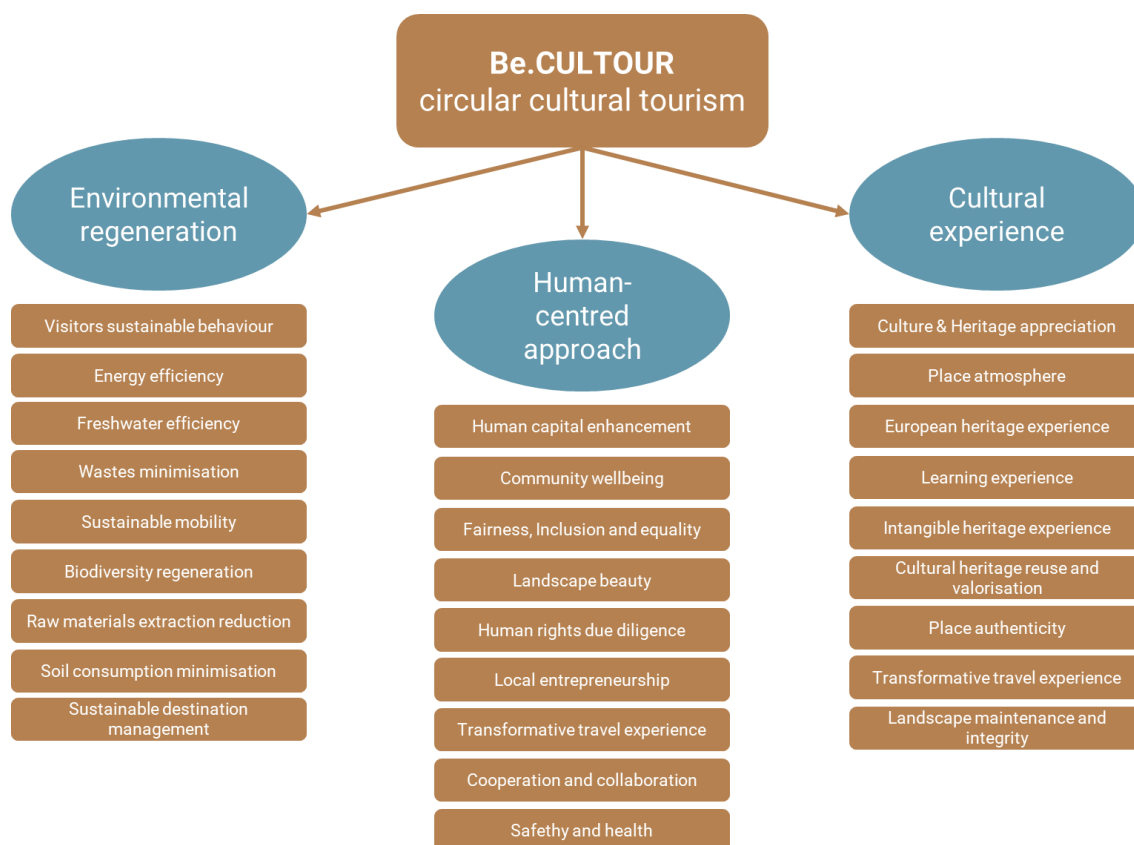 Be.CULTOUR
circular cultural tourism
Environmental
regeneration
Visitors sustainable behaviour
Energy efficiency
Freshwater efficiency
Wastes minimisation
Sustainable mobility
Biodiversity regeneration
Raw materials extraction reduction
Soil consumption minimisation
Sustainable destination
management
Human-
centred
approach
Human capital enhancement
Community wellbeing
Fairness, Inclusion and equality
Landscape beauty
Human rights due diligence
Local entrepreneurship
Transformative travel experience
Cooperation and collaboration
Safethy and health
Cultural
experience
Culture & Heritage appreciation
Place atmosphere
European heritage experience
Learning experience
Intangible heritage experience
Cultural heritage reuse and
valorisation
Place authenticity
Transformative travel experience
Landscape maintenance and
integrity